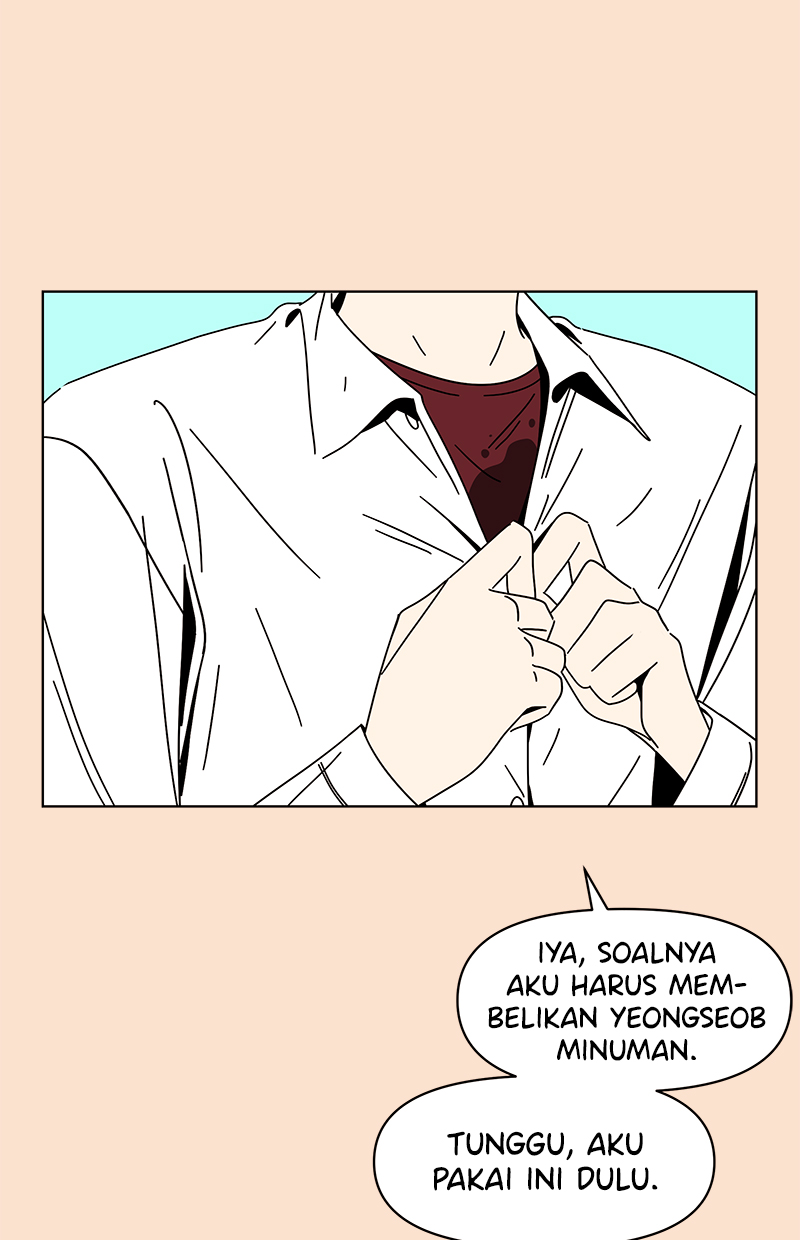 IYA, SOALNYA
AKU HARUS MEM-
BELIKAN YEONGSEOB
MINUMAN.
TUNGGU, AKU
PAKAI INI DULU.